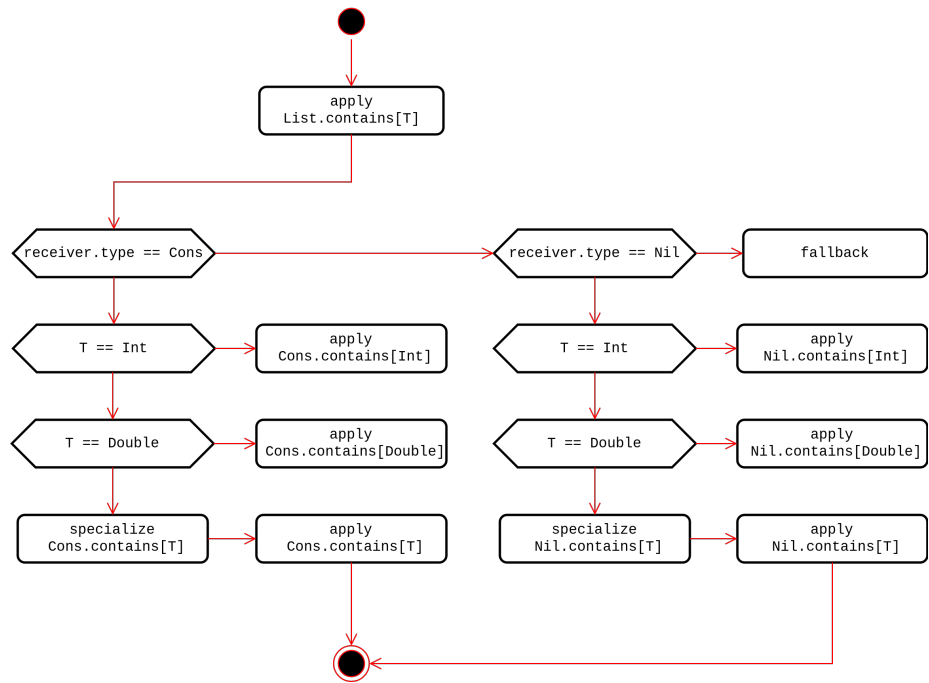 apply
List.contains[T]
receiver.type == Cons
receiver.type == Nil
fallback
T == Int
apply
Cons.contains[Int]
T == Int
apply
Nil.contains[Int]
T == Double
apply
Cons.contains[Double]
T == Double
apply
Nil.contains[Double]
specialize
Cons.contains[T]
apply
Cons.contains[T]
specialize
Nil.contains[T]
apply
Nil.contains[T]